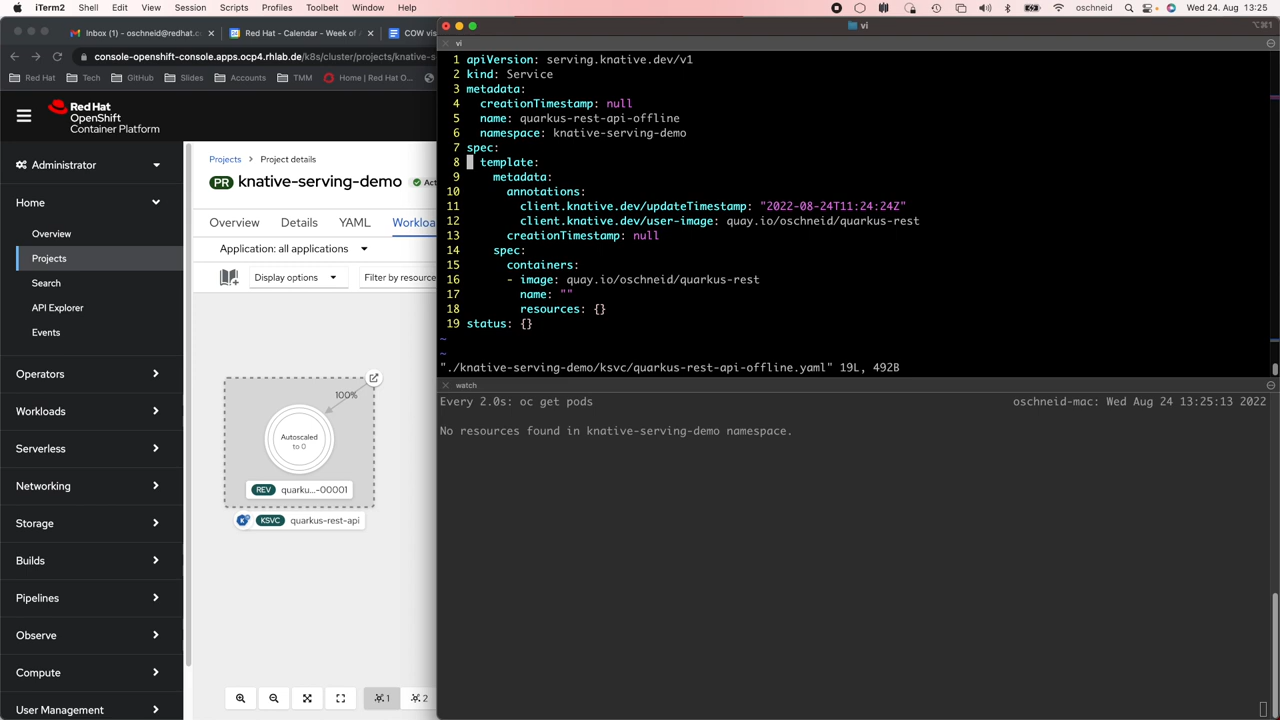 iTerm2 Shell Edit View Session Scripts Profiles Toolbelt Window Help oschneid Wed 24. Aug 13:25
Inbox (1) - oschneid@redhat.c
Red Hat - Calendar - Week of
COW vis
console-openshift-console.apps.ocp4.rhlab.de/k8s/cluster/projects/knative-s
Red Hat Tech GitHub Slides Accounts TMM Home | Red Hat O...
Red Hat
OpenShift
Container Platform
Administrator
Home
Overview
Projects
Search
API Explorer
Events
Operators
Workloads
Serverless
Networking
Storage
Builds
Pipelines
Observe
Compute
User Management
Projects > Project details
PR knative-serving-demo
Overview Details YAML Workloa
Application: all applications
Display options Filter by resource
100%
Autoscaled
to 0
REV quarku...-00001
KSVC quarkus-rest-api
1 2
vi
⌥⌘1
vi
1 apiVersion: serving.knative.dev/v1
2 kind: Service
3 metadata:
4 creationTimestamp: null
5 name: quarkus-rest-api-offline
6 namespace: knative-serving-demo
7 spec:
8 template:
9 metadata:
10 annotations:
11 client.knative.dev/updateTimestamp: "2022-08-24T11:24:24Z"
12 client.knative.dev/user-image: quay.io/oschneid/quarkus-rest
13 creationTimestamp: null
14 spec:
15 containers:
16 - image: quay.io/oschneid/quarkus-rest
17 name: ""
18 resources: {}
19 status: {}
~
~
"./knative-serving-demo/ksvc/quarkus-rest-api-offline.yaml" 19L, 492B
watch
Every 2.0s: oc get pods oschneid-mac: Wed Aug 24 13:25:13 2022
No resources found in knative-serving-demo namespace.